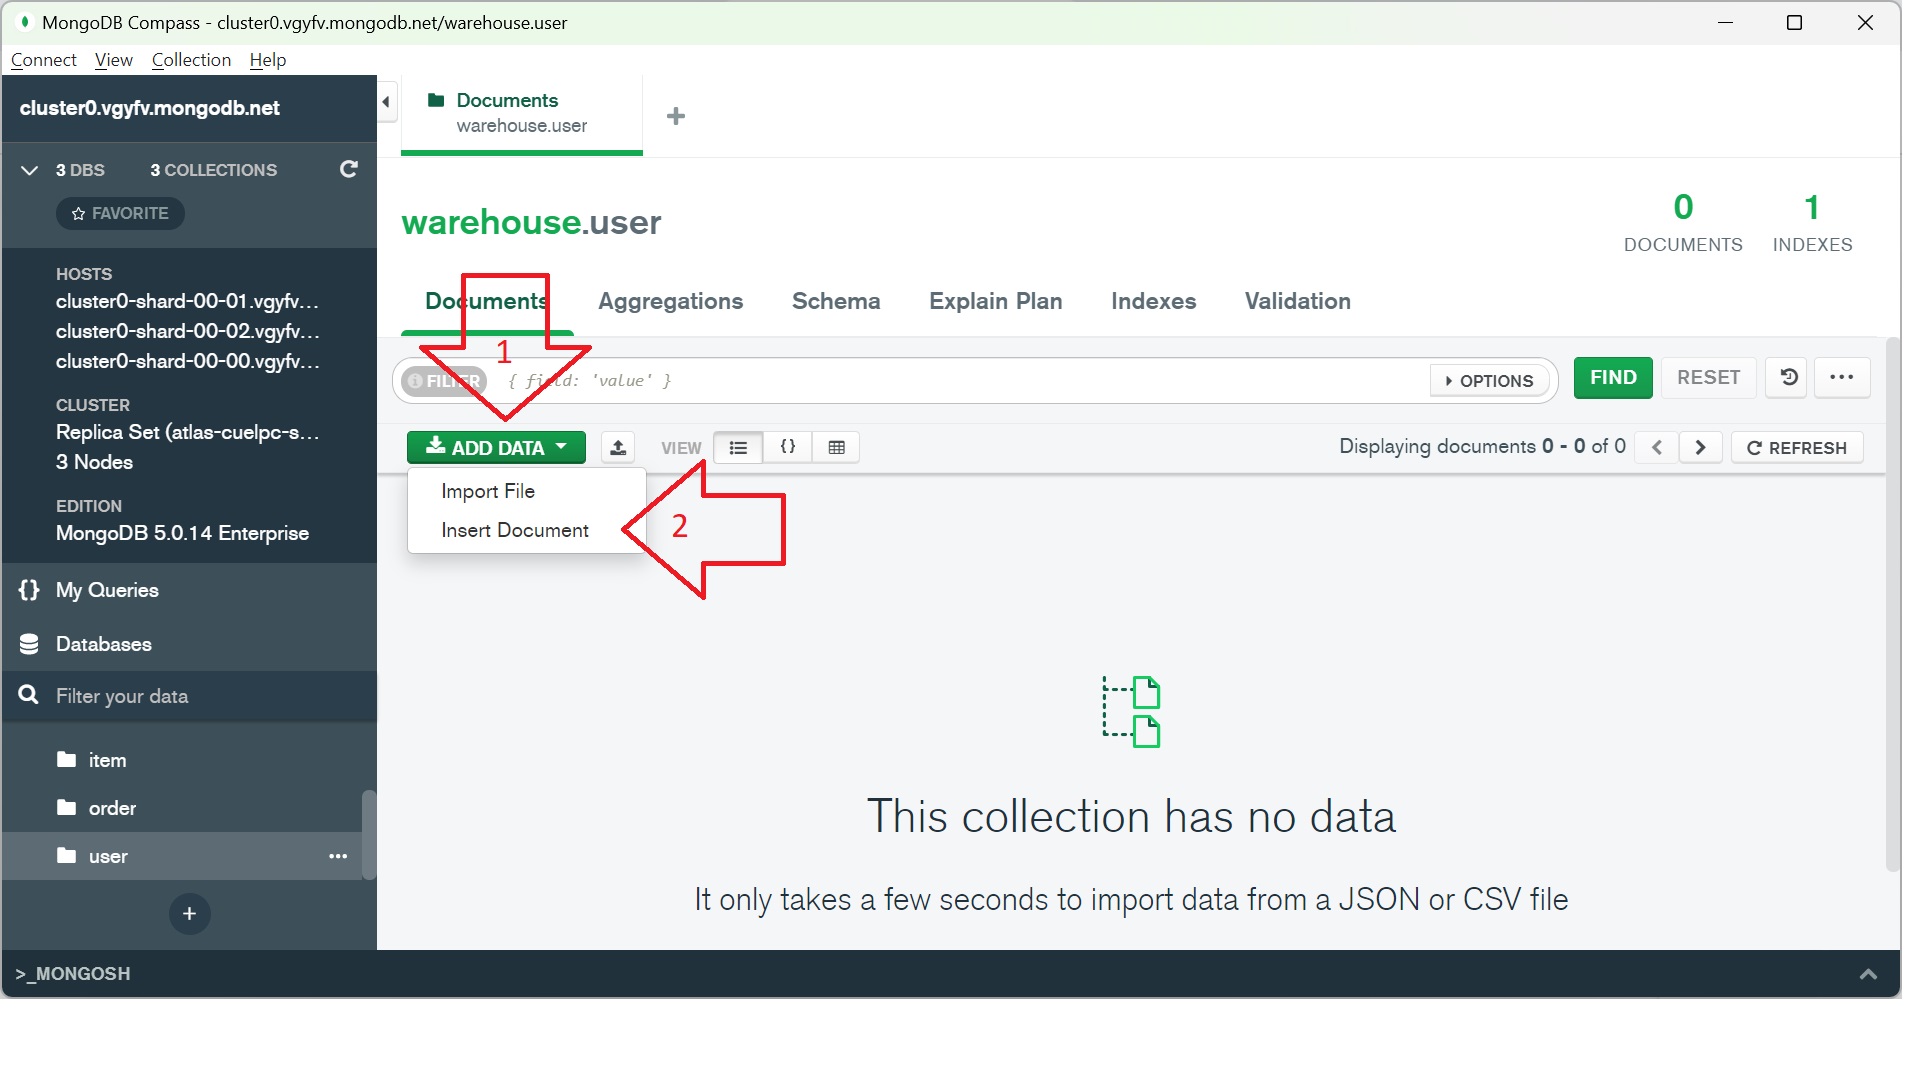 MongoDB Compass - cluster0.vgyfv.mongodb.net/warehouse.user
Connect View Collection Help
cluster0.vgyfv.mongodb.net
3 DBS 3 COLLECTIONS
FAVORITE
HOSTS
cluster0-shard-00-01.vgyfv...
cluster0-shard-00-02.vgyfv...
cluster0-shard-00-00.vgyfv...
CLUSTER
Replica Set (atlas-cuelpc-s...
3 Nodes
EDITION
MongoDB 5.0.14 Enterprise
{} My Queries
Databases
Filter your data
item
order
user
+
Documents
warehouse.user
+
warehouse.user
0 1
DOCUMENTS INDEXES
Documents Aggregations Schema Explain Plan Indexes Validation
1
FILTER { field: 'value' } OPTIONS FIND RESET
ADD DATA VIEW { } Displaying documents 0 - 0 of 0 REFRESH
Import File
Insert Document
2
This collection has no data
It only takes a few seconds to import data from a JSON or CSV file
>_MONGOSH